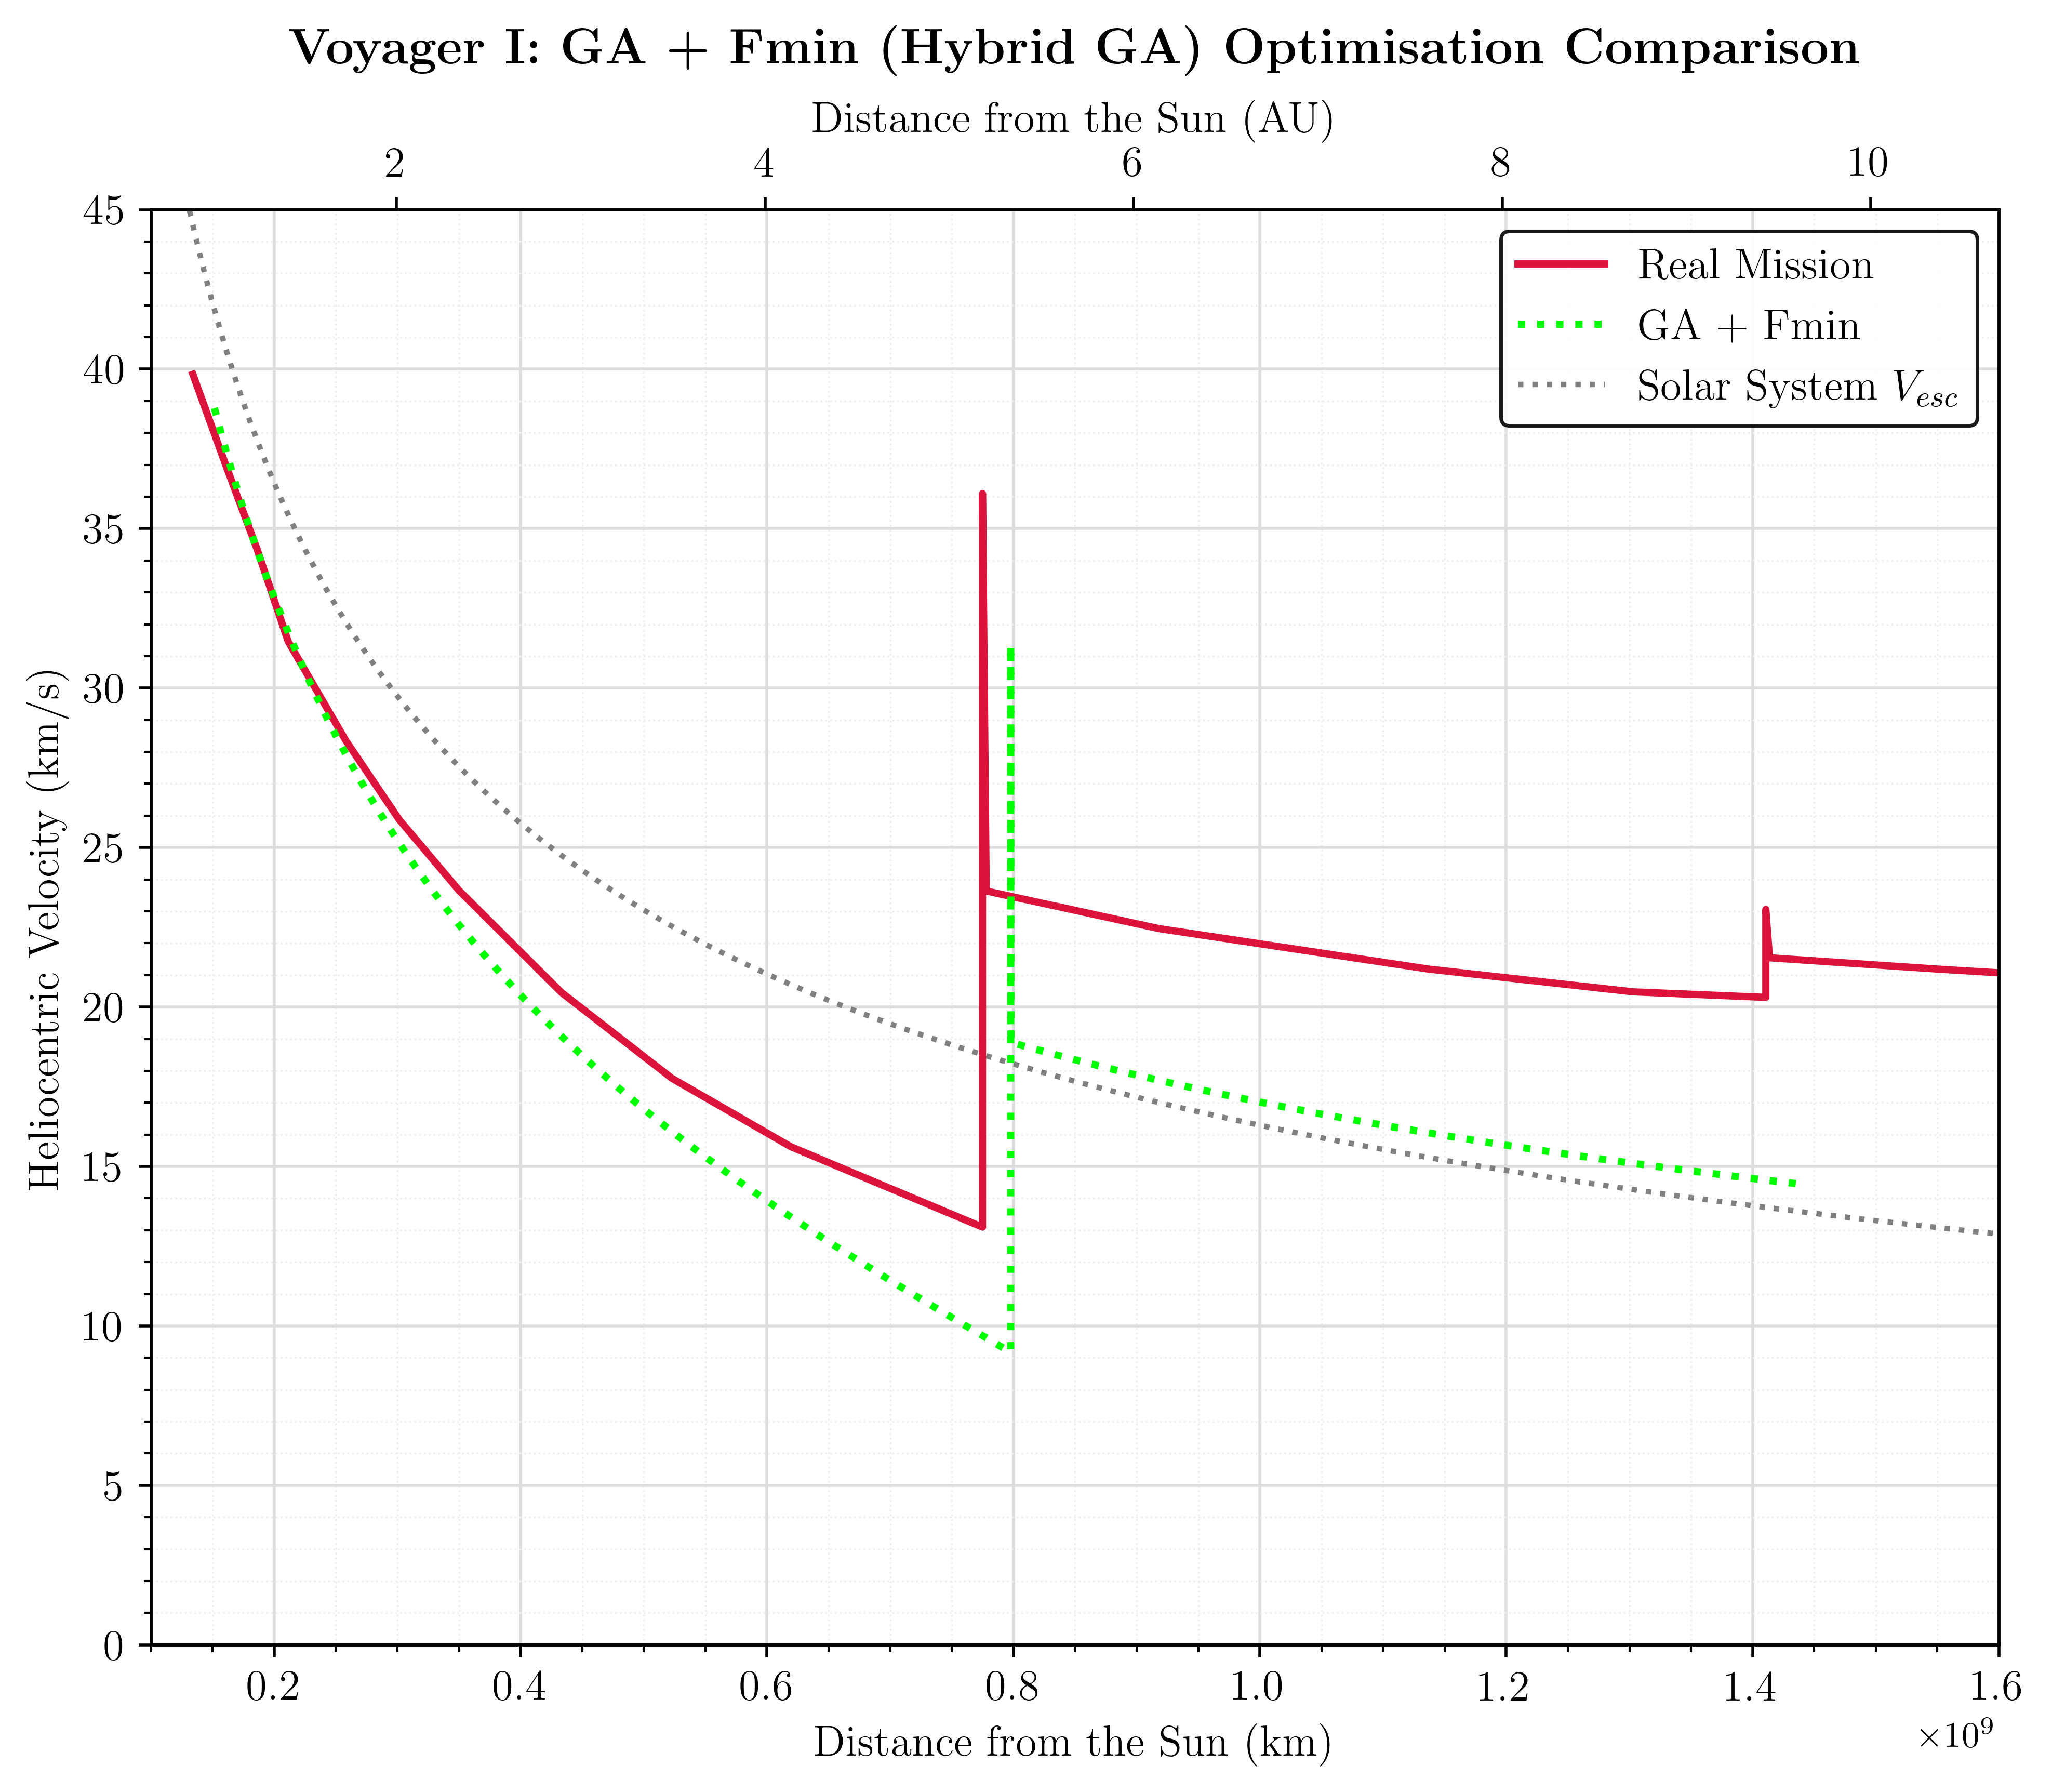 Voyager I: GA + Fmin (Hybrid GA) Optimisation Comparison
Distance from the Sun (AU)
2 4 6 8 10
Real Mission
GA + Fmin
Solar System V_esc
Heliocentric Velocity (km/s)
45
40
35
30
25
20
15
10
5
0
0.2 0.4 0.6 0.8 1.0 1.2 1.4 1.6
Distance from the Sun (km)
×10⁹